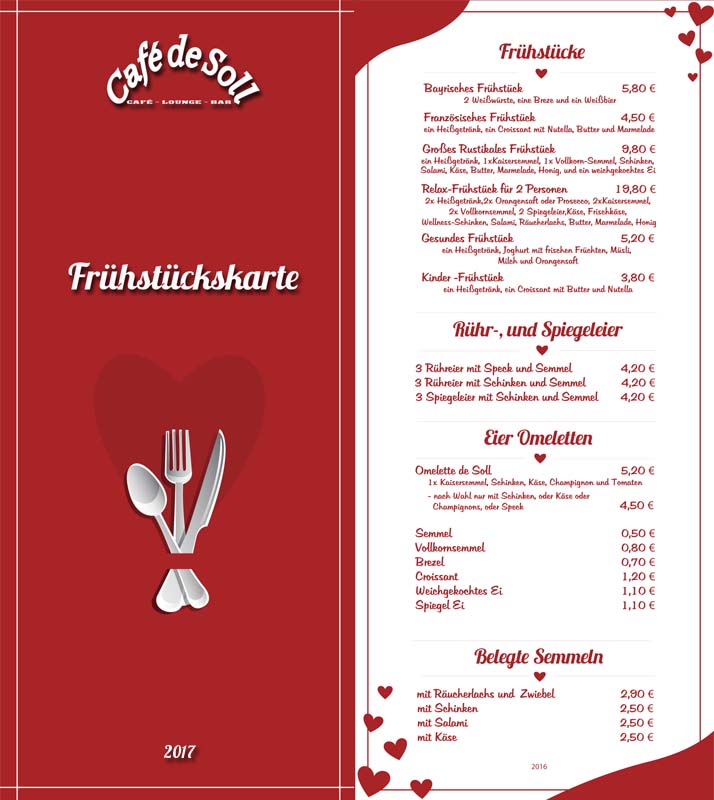 Café de Soll
CAFÉ - LOUNGE - BAR
Frühstückskarte
2017
Frühstücke
Bayrisches Frühstück 5,80 €
2 Weißwürste, eine Breze und ein Weißbier
Französisches Frühstück 4,50 €
ein Heißgetränk, ein Croissant mit Nutella, Butter und Marmelade
Großes Rustikales Frühstück 9,80 €
ein Heißgetränk, 1xKaisersemmel, 1x Vollkorn-Semmel, Schinken,
Salami, Käse, Butter, Marmelade, Honig, und ein weichgekochtes Ei
Relax-Frühstück für 2 Personen 19,80 €
2x Heißgetränk,2x Orangensaft oder Prosecco, 2xKaisersemmel,
2x Vollkornsemmel, 2 Spiegeleier,Käse, Frischkäse,
Wellness-Schinken, Salami, Räucherlachs, Butter, Marmelade, Honig
Gesundes Frühstück 5,20 €
ein Heißgetränk, Joghurt mit frischen Früchten, Müsli,
Milch und Orangensaft
Kinder -Frühstück 3,80 €
ein Heißgetränk, ein Croissant mit Butter und Nutella
Rühr-, und Spiegeleier
3 Rühreier mit Speck und Semmel 4,20 €
3 Rühreier mit Schinken und Semmel 4,20 €
3 Spiegeleier mit Schinken und Semmel 4,20 €
Eier Omeletten
Omelette de Soll 5,20 €
1x Kaisersemmel, Schinken, Käse, Champignon und Tomaten
- nach Wahl nur mit Schinken, oder Käse oder
Champignons, oder Speck 4,50 €
Semmel 0,50 €
Vollkornsemmel 0,80 €
Brezel 0,70 €
Croissant 1,20 €
Weichgekochtes Ei 1,10 €
Spiegel Ei 1,10 €
Belegte Semmeln
mit Räucherlachs und Zwiebel 2,90 €
mit Schinken 2,50 €
mit Salami 2,50 €
mit Käse 2,50 €
2016